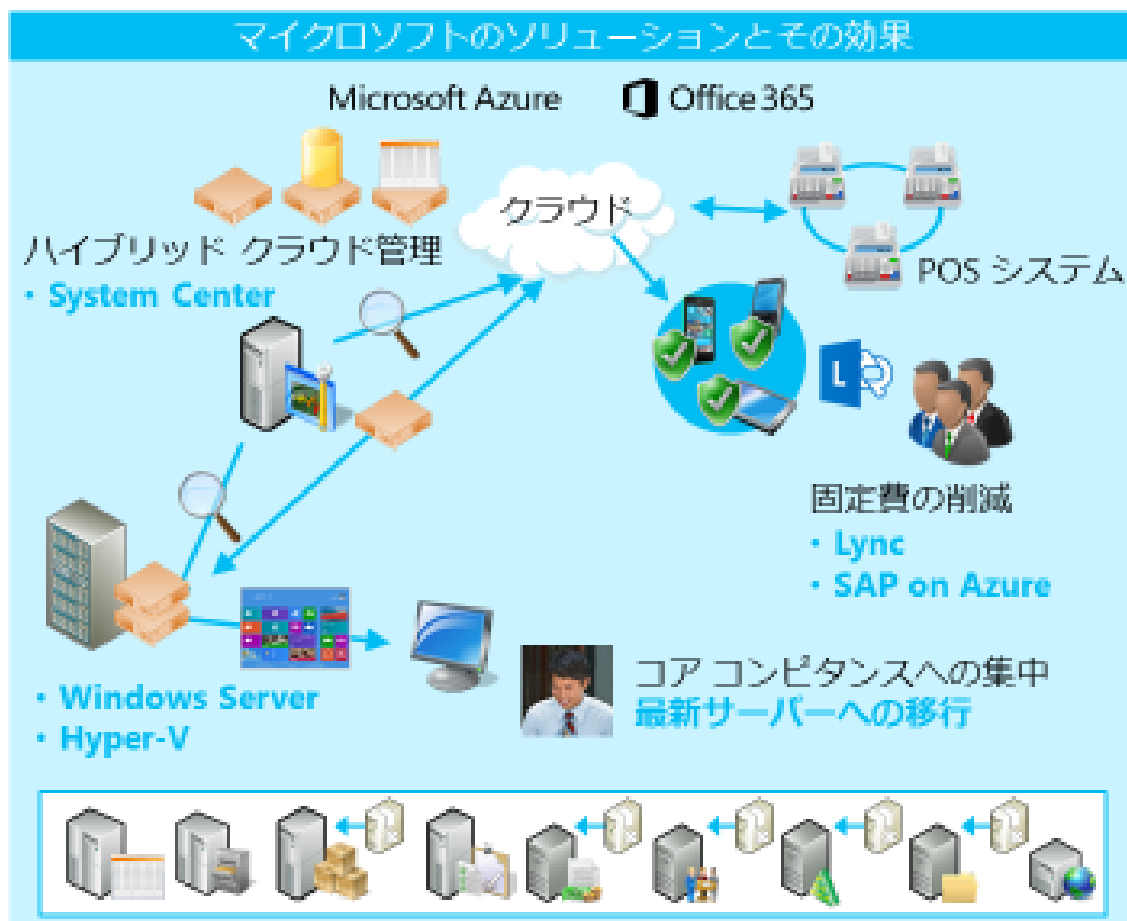 マイクロソフトのソリューションとその効果
Microsoft Azure
Office 365
クラウド
ハイブリッド クラウド管理
・System Center
POS システム
L
固定費の削減
・Lync
・SAP on Azure
コア コンピタンスへの集中
最新サーバーへの移行
・Windows Server
・Hyper-V